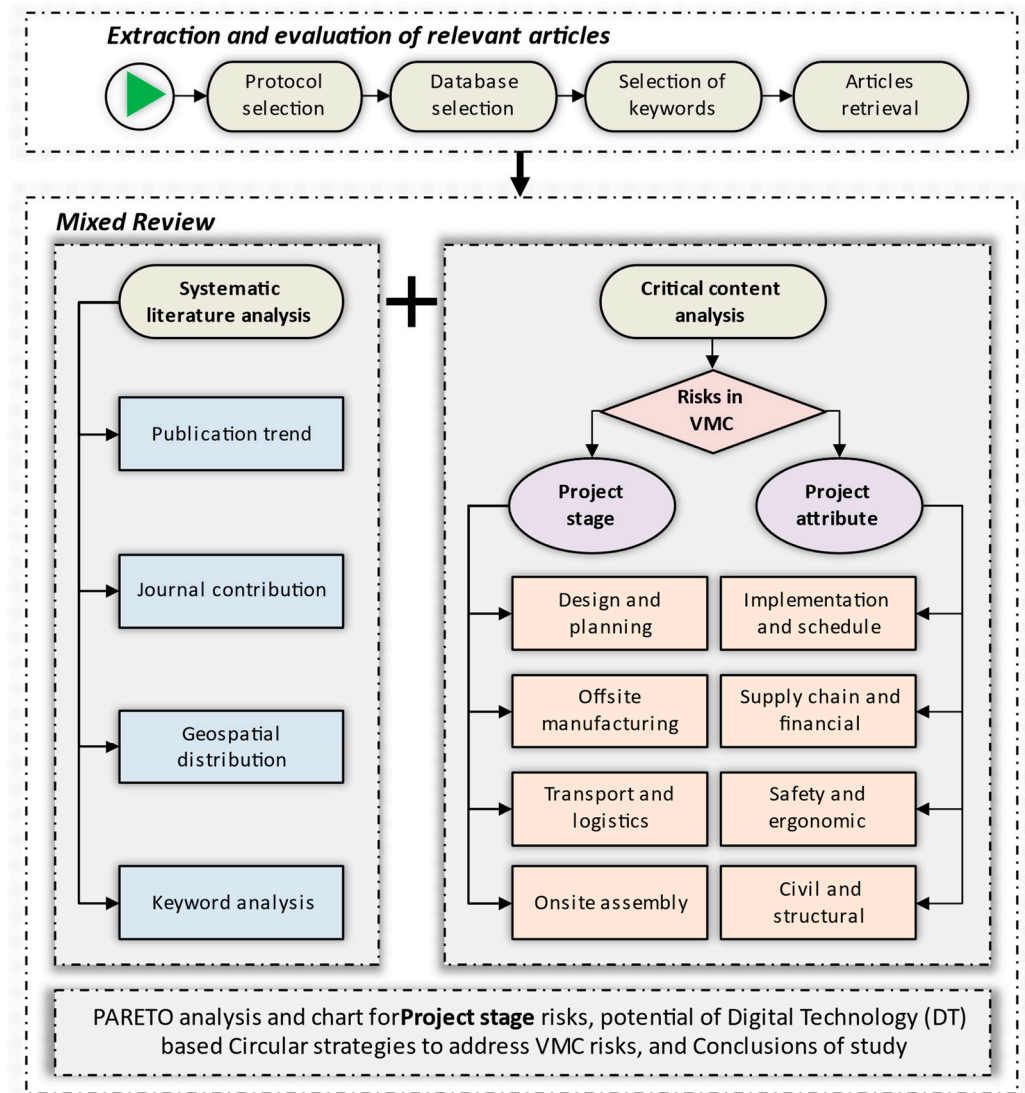 Extraction and evaluation of relevant articles
Protocol
selection
Database
selection
Selection of
keywords
Articles
retrieval
Mixed Review
Systematic
literature analysis
Publication trend
Journal contribution
Geospatial
distribution
Keyword analysis
Critical content
analysis
Risks in
VMC
Project
stage
Project
attribute
Design and
planning
Implementation
and schedule
Offsite
manufacturing
Supply chain and
financial
Transport and
logistics
Safety and
ergonomic
Onsite assembly
Civil and
structural
PARETO analysis and chart forProject stage risks, potential of Digital Technology (DT)
based Circular strategies to address VMC risks, and Conclusions of study